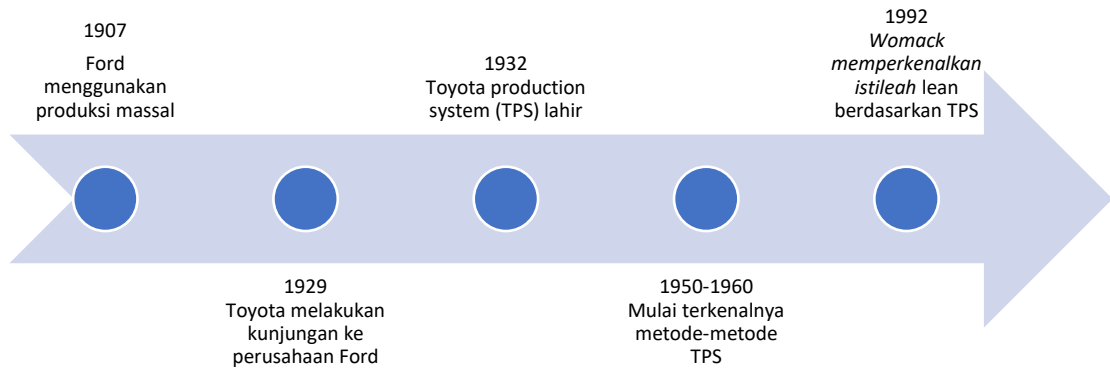 1907
Ford
menggunakan
produksi massal
1929
Toyota melakukan
kunjungan ke
perusahaan Ford
1932
Toyota production
system (TPS) lahir
1950-1960
Mulai terkenalnya
metode-metode
TPS
1992
Womack
memperkenalkan
istileah lean
berdasarkan TPS